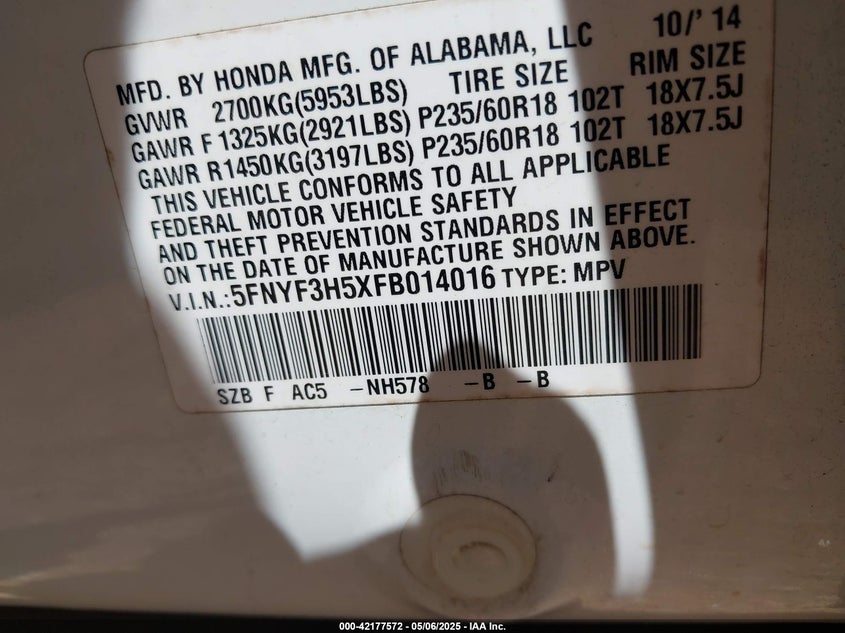 MFD. BY HONDA MFG. OF ALABAMA, LLC 10/'14
GVWR 2700KG(5953LBS) TIRE SIZE RIM SIZE
GAWR F 1325KG(2921LBS) P235/60R18 102T 18X7.5J
GAWR R1450KG(3197LBS) P235/60R18 102T 18X7.5J
THIS VEHICLE CONFORMS TO ALL APPLICABLE
FEDERAL MOTOR VEHICLE SAFETY
AND THEFT PREVENTION STANDARDS IN EFFECT
ON THE DATE OF MANUFACTURE SHOWN ABOVE.
V.I.N.:5FNYF3H5XFB014016 TYPE: MPV
SZB F AC5 -NH578 -B -B
000-42177572 - 05/06/2025 - IAA Inc.